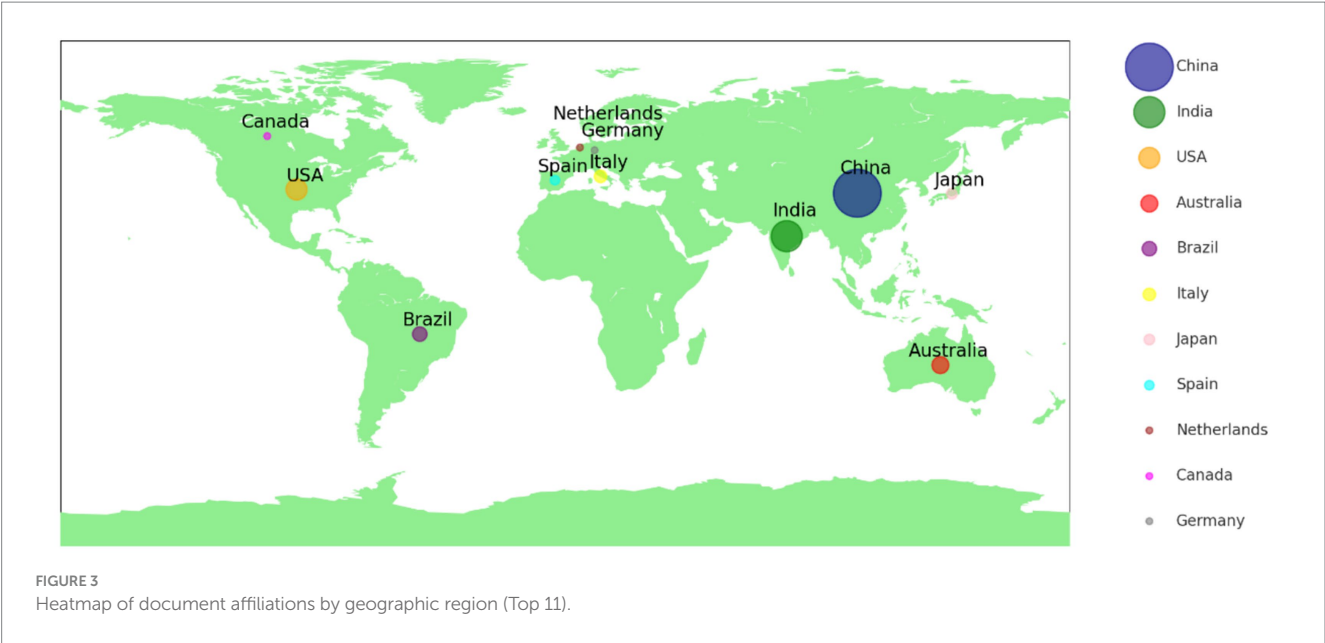 Canada
USA
Brazil
Netherlands
Germany
Spain
Italy
China
India
Japan
Australia
China
India
USA
Australia
Brazil
Italy
Japan
Spain
Netherlands
Canada
Germany
FIGURE 3
Heatmap of document affiliations by geographic region (Top 11).